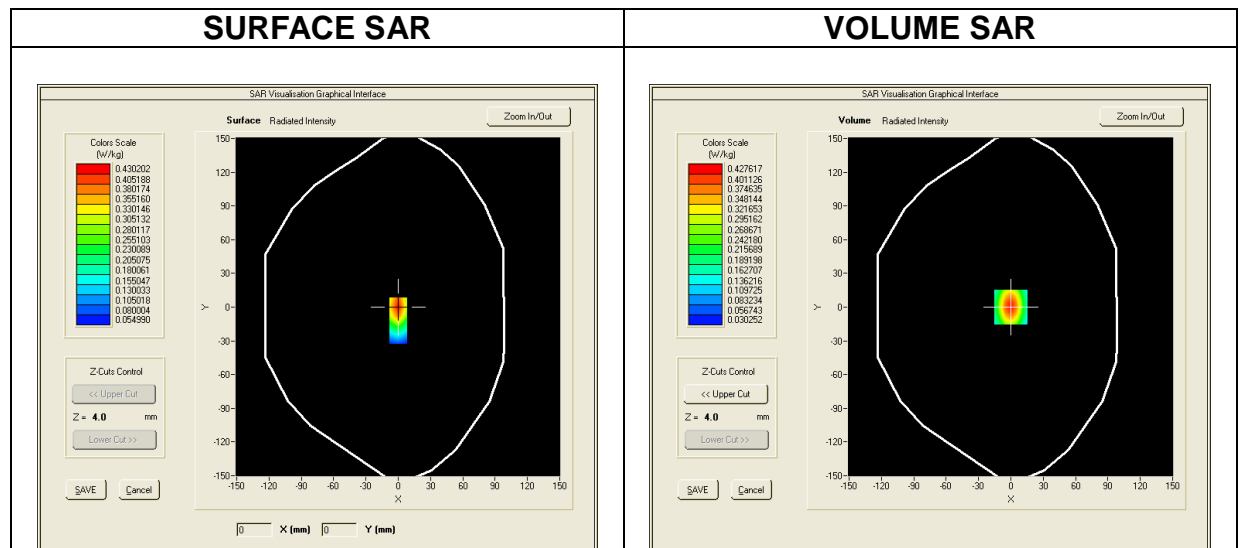 SURFACE SAR
VOLUME SAR
SAR Visualisation Graphical Interface
Surface Radiated Intensity
Zoom In/Out
Colors Scale
(W/kg)
0.430202
0.405188
0.380174
0.355160
0.330146
0.305132
0.280117
0.255103
0.230089
0.205075
0.180061
0.155047
0.130033
0.105018
0.080004
0.054990
150
120
90
60
30
0
-30
-60
-90
-120
-150
Y
-150 -120 -90 -60 -30 0 30 60 90 120 150
X
Z-Cuts Control
<< Upper Cut
Z = 4.0 mm
Lower Cut >>
SAVE Cancel
0 X (mm) 0 Y (mm)
SAR Visualisation Graphical Interface
Volume Radiated Intensity
Zoom In/Out
Colors Scale
(W/kg)
0.427617
0.401126
0.374635
0.348144
0.321653
0.295162
0.268671
0.242180
0.215689
0.189198
0.162707
0.136216
0.109725
0.083234
0.056743
0.030252
150
120
90
60
30
0
-30
-60
-90
-120
-150
Y
-150 -120 -90 -60 -30 0 30 60 90 120 150
X
Z-Cuts Control
<< Upper Cut
Z = 4.0 mm
Lower Cut >>
SAVE Cancel